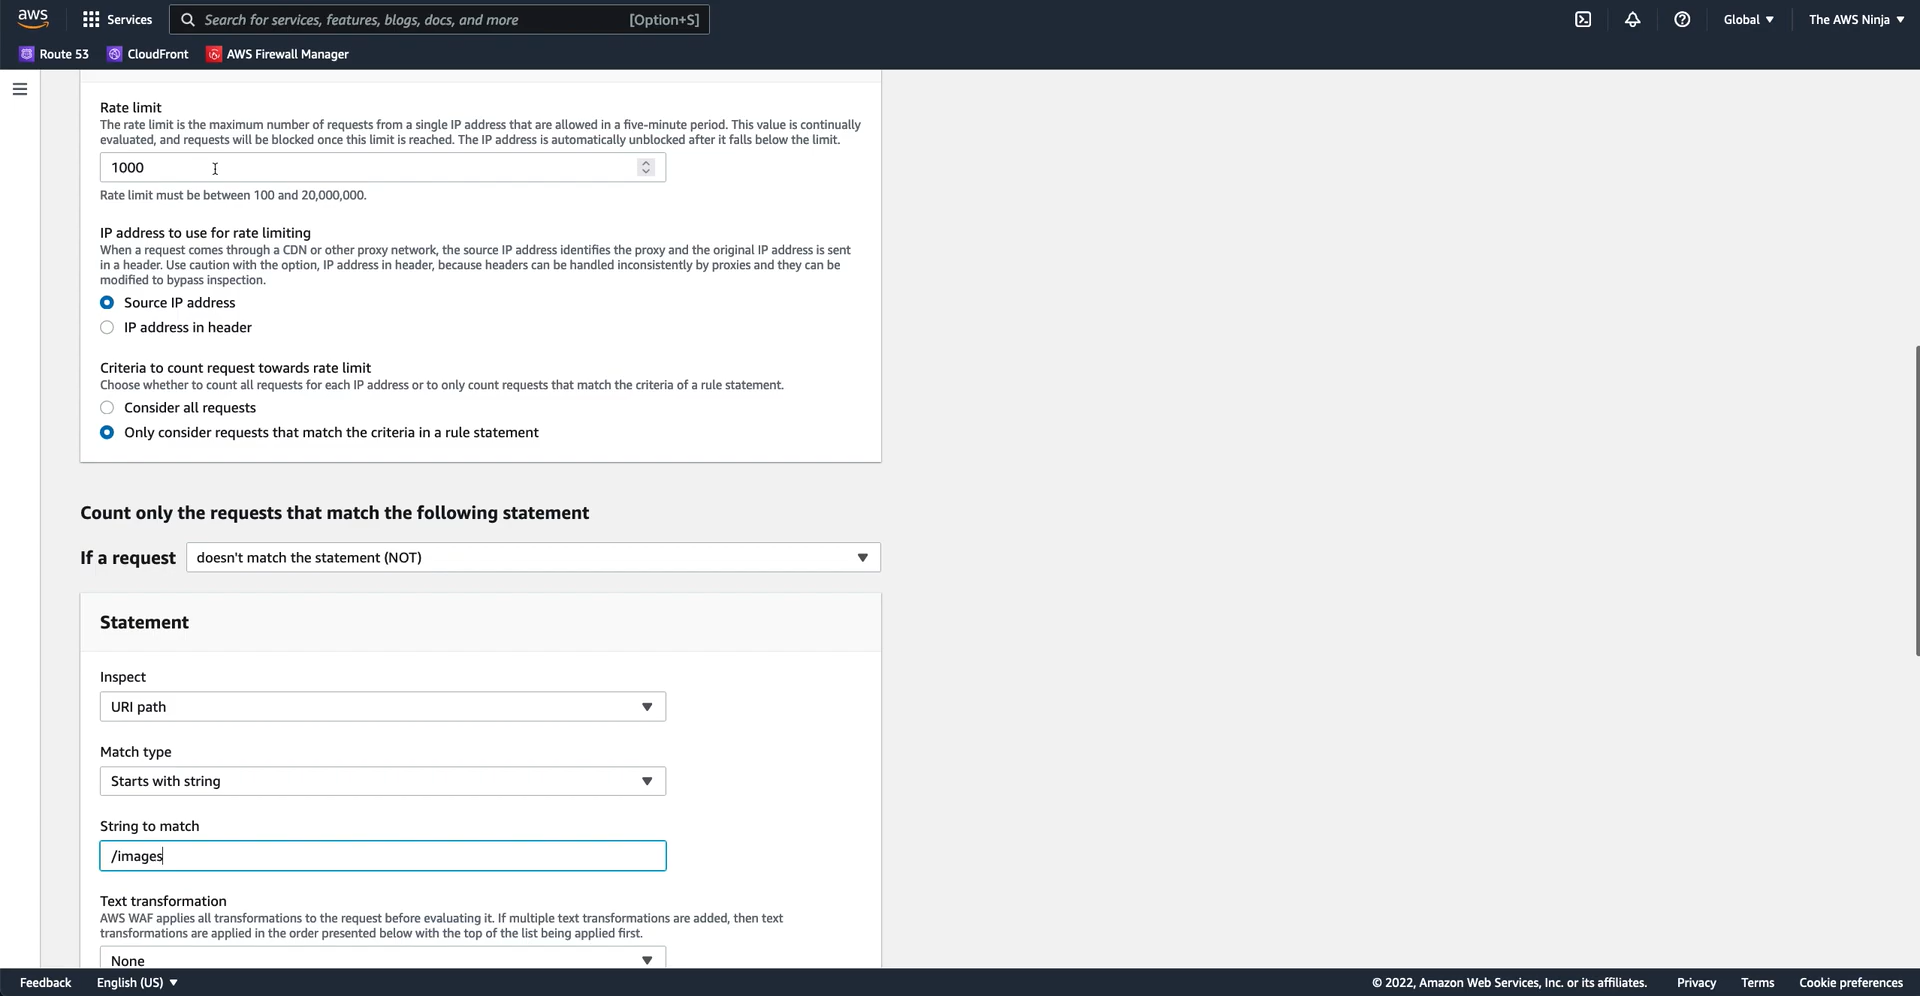 aws
Services
Search for services, features, blogs, docs, and more [Option+S]
Global ▼
The AWS Ninja ▼
Route 53
CloudFront
AWS Firewall Manager
Rate limit
The rate limit is the maximum number of requests from a single IP address that are allowed in a five-minute period. This value is continually
evaluated, and requests will be blocked once this limit is reached. The IP address is automatically unblocked after it falls below the limit.
1000
Rate limit must be between 100 and 20,000,000.
IP address to use for rate limiting
When a request comes through a CDN or other proxy network, the source IP address identifies the proxy and the original IP address is sent
in a header. Use caution with the option, IP address in header, because headers can be handled inconsistently by proxies and they can be
modified to bypass inspection.
Source IP address
IP address in header
Criteria to count request towards rate limit
Choose whether to count all requests for each IP address or to only count requests that match the criteria of a rule statement.
Consider all requests
Only consider requests that match the criteria in a rule statement
Count only the requests that match the following statement
If a request
doesn't match the statement (NOT)
Statement
Inspect
URI path
Match type
Starts with string
String to match
/images
Text transformation
AWS WAF applies all transformations to the request before evaluating it. If multiple text transformations are added, then text
transformations are applied in the order presented below with the top of the list being applied first.
None
Feedback
English (US) ▼
© 2022, Amazon Web Services, Inc. or its affiliates.
Privacy
Terms
Cookie preferences